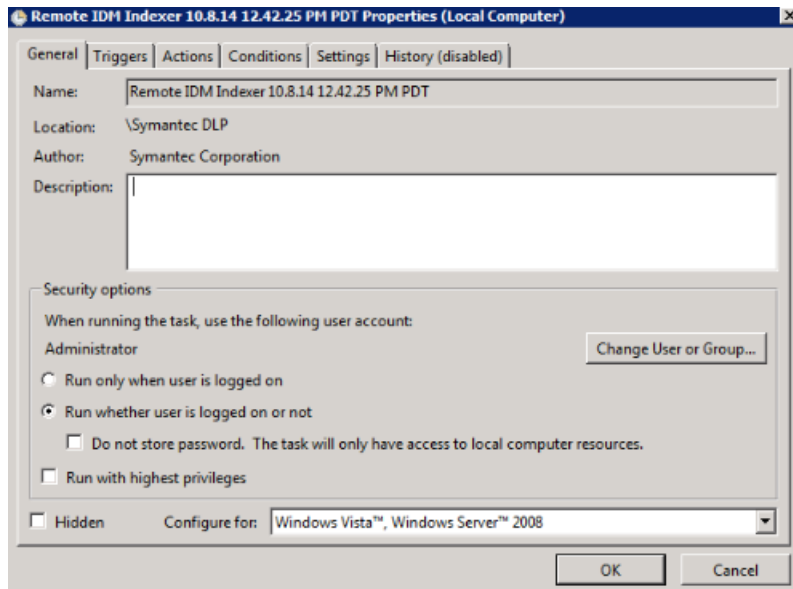 Remote IDM Indexer 10.8.14 12.42.25 PM PDT Properties (Local Computer)
General Triggers Actions Conditions Settings History (disabled)
Name: Remote IDM Indexer 10.8.14 12.42.25 PM PDT
Location: \Symantec DLP
Author: Symantec Corporation
Description:
Security options
When running the task, use the following user account:
Administrator Change User or Group...
Run only when user is logged on
Run whether user is logged on or not
Do not store password. The task will only have access to local computer resources.
Run with highest privileges
Hidden Configure for: Windows Vista™, Windows Server™ 2008
OK Cancel